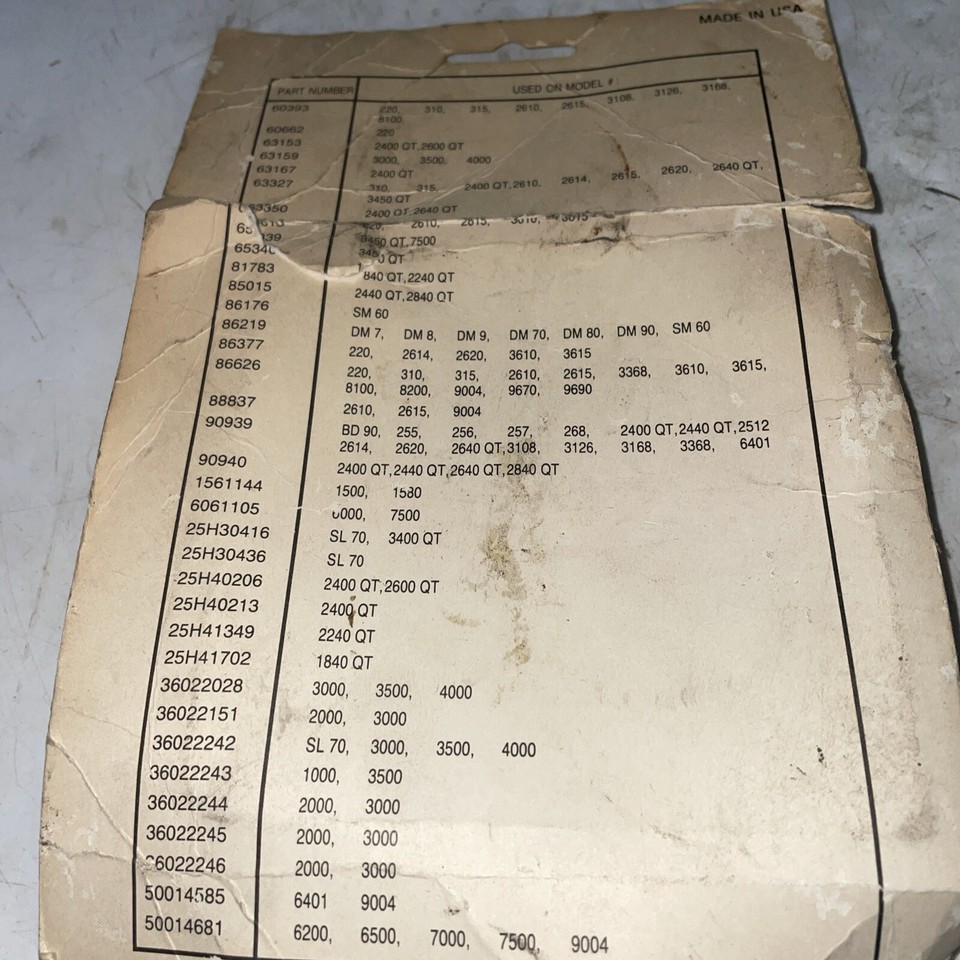 MADE IN USA
PART NUMBER USED ON MODEL #:
60393 220, 310, 315, 2610, 2615, 3108, 3126, 3168,
8100
60662 220
63153 2400 QT, 2600 QT
63159 3000, 3500, 4000
63167 2400 QT
63327 310, 315, 2400 QT, 2610, 2614, 2615, 2620, 2640 QT,
3450 QT
2400 QT, 2640 QT
2610, 2615, 3610, 3615
QT, 7500
QT
81783 840 QT, 2240 QT
85015 2440 QT, 2840 QT
86176 SM 60
86219 DM 7, DM 8, DM 9, DM 70, DM 80, DM 90, SM 60
86377 220, 2614, 2620, 3610, 3615
86626 220, 310, 315, 2610, 2615, 3368, 3610, 3615,
8100, 8200, 9004, 9670, 9690
88837 2610, 2615, 9004
90939 BD 90, 255, 256, 257, 268, 2400 QT, 2440 QT, 2512
2614, 2620, 2640 QT, 3108, 3126, 3168, 3368, 6401
90940 2400 QT, 2440 QT, 2640 QT, 2840 QT
1561144 1500, 1580
6061105 7500
25H30416 SL 70, 3400 QT
25H30436 SL 70
25H40206 2400 QT, 2600 QT
25H40213 2400 QT
25H41349 2240 QT
25H41702 1840 QT
36022028 3000, 3500, 4000
36022151 2000, 3000
36022242 SL 70, 3000, 3500, 4000
36022243 1000, 3500
36022244 2000, 3000
36022245 2000, 3000
36022246 2000, 3000
50014585 6401 9004
50014681 6200, 6500, 7000, 7500, 9004